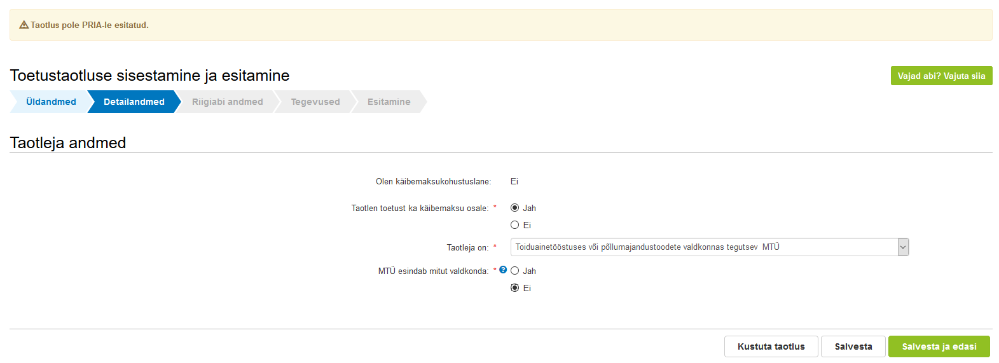 Taotlus pole PRIA-le esitatud.
Toetustaotluse sisestamine ja esitamine
Vajad abi? Vajuta siia
Üldandmed Detailandmed Riigiabi andmed Tegevused Esitamine
Taotleja andmed
Olen käibemaksukohustuslane: Ei
Taotlen toetust ka käibemaksu osale: * Jah
Ei
Taotleja on: * Toiduainetööstuses või põllumajandustoodete valdkonnas tegutsev MTÜ
MTÜ esindab mitut valdkonda: * ? Jah
Ei
Kustuta taotlus Salvesta Salvesta ja edasi